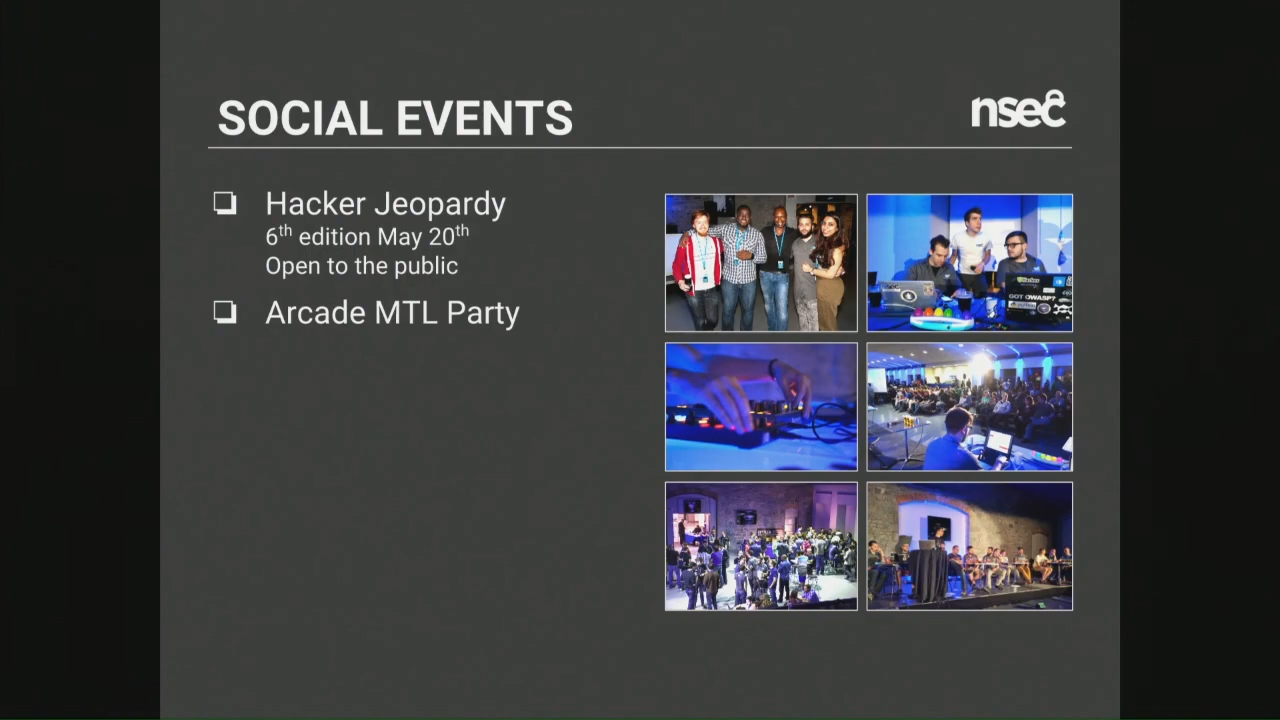 SOCIAL EVENTS
nsec
Hacker Jeopardy
6th edition May 20th
Open to the public
Arcade MTL Party
GOT OWASP?